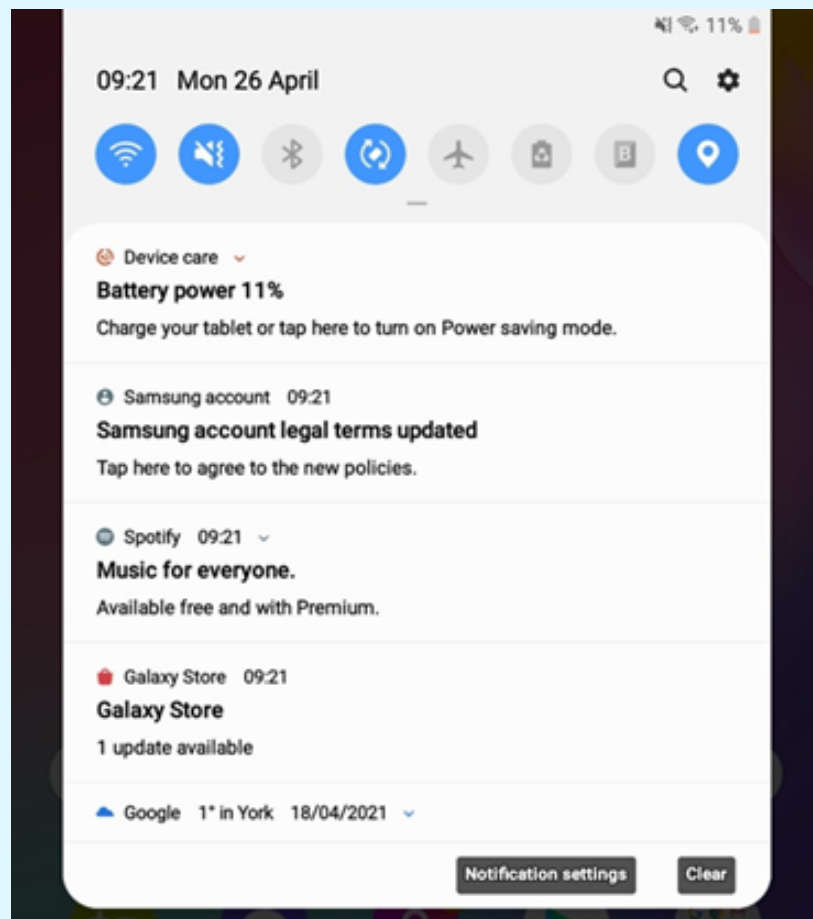 11%
09:21 Mon 26 April
B
Device care
Battery power 11%
Charge your tablet or tap here to turn on Power saving mode.
Samsung account 09:21
Samsung account legal terms updated
Tap here to agree to the new policies.
Spotify 09:21
Music for everyone.
Available free and with Premium.
Galaxy Store 09:21
Galaxy Store
1 update available
Google 1° in York 18/04/2021
Notification settings Clear